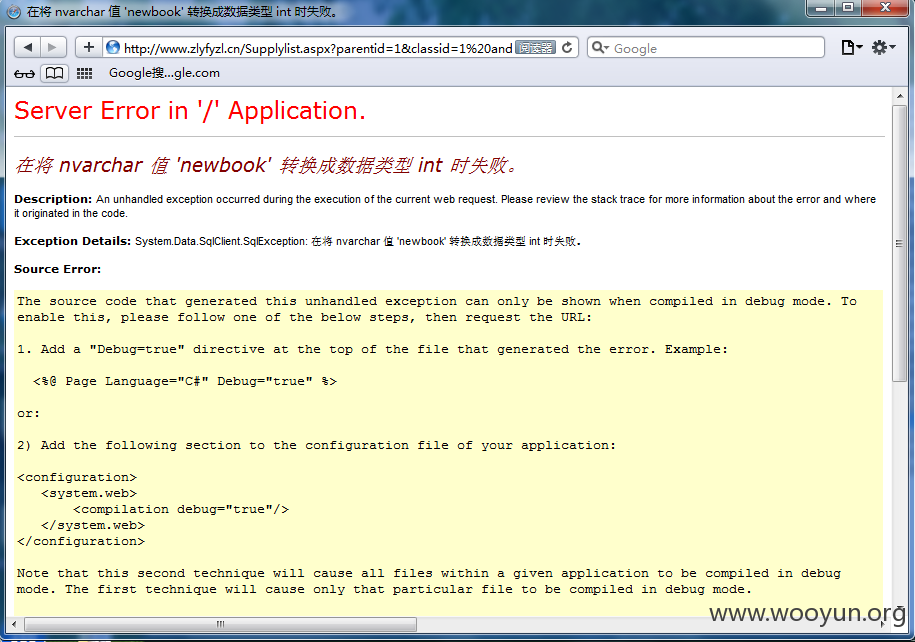 在将 nvarchar 值 'newbook' 转换成数据类型 int 时失败。
http://www.zlyfyzl.cn/Supplylist.aspx?parentid=1&classid=1%20and 阅读器
Google
Google搜...gle.com
Server Error in '/' Application.
在将 nvarchar 值 'newbook' 转换成数据类型 int 时失败。
Description: An unhandled exception occurred during the execution of the current web request. Please review the stack trace for more information about the error and where
it originated in the code.
Exception Details: System.Data.SqlClient.SqlException: 在将 nvarchar 值 'newbook' 转换成数据类型 int 时失败。
Source Error:
The source code that generated this unhandled exception can only be shown when compiled in debug mode. To
enable this, please follow one of the below steps, then request the URL:
1. Add a "Debug=true" directive at the top of the file that generated the error. Example:
<%@ Page Language="C#" Debug="true" %>
or:
2) Add the following section to the configuration file of your application:
<configuration>
<system.web>
<compilation debug="true"/>
</system.web>
</configuration>
Note that this second technique will cause all files within a given application to be compiled in debug
mode. The first technique will cause only that particular file to be compiled in debug mode.
www.wooyun.org